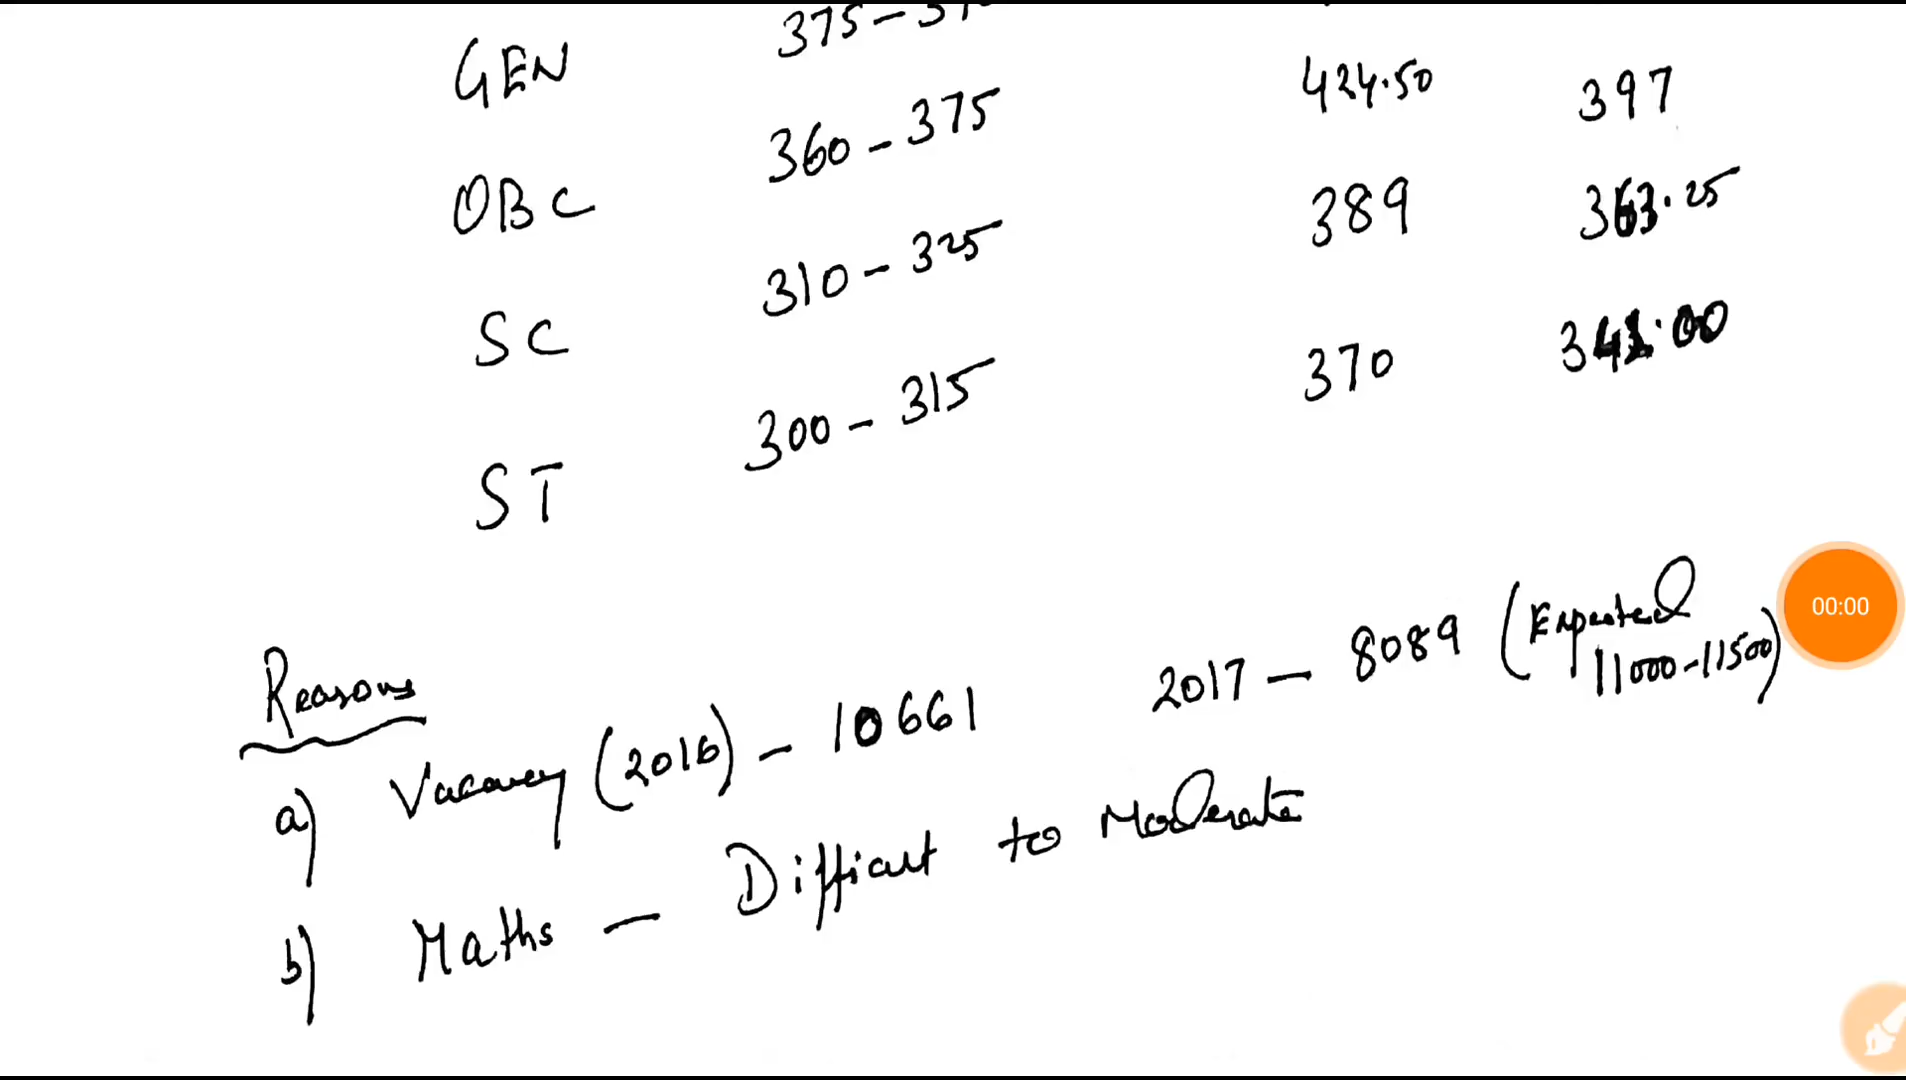 GEN 375-
OBC 360-375 424.50 397
SC 310-325 389 363.25
ST 300-315 370 341.00
Reasons
a) Vacancy (2016) - 10661 2017 - 8089 (Expected 11000-11500)
b) Maths - Difficult to Moderate
00:00